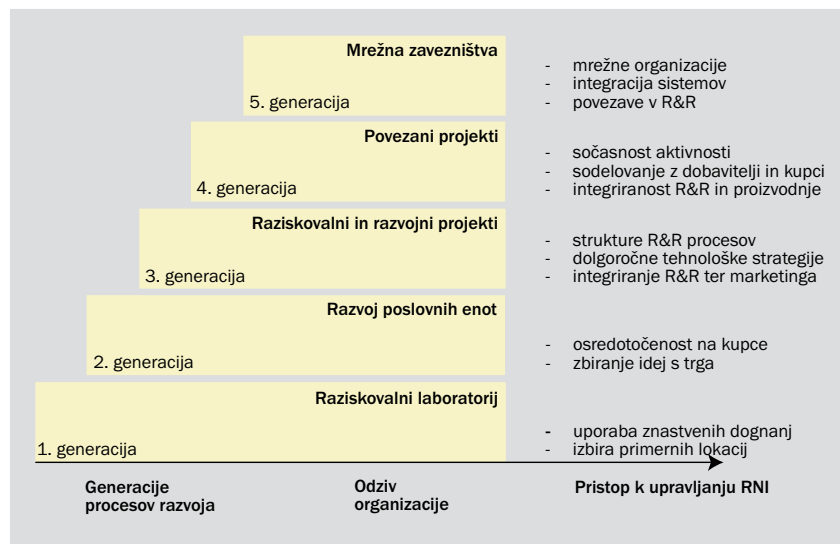 Mrežna zavezništva
5. generacija
- mrežne organizacije
- integracija sistemov
- povezave v R&R
Povezani projekti
4. generacija
- sočasnost aktivnosti
- sodelovanje z dobavitelji in kupci
- integriranost R&R in proizvodnje
Raziskovalni in razvojni projekti
3. generacija
- strukture R&R procesov
- dolgoročne tehnološke strategije
- integriranje R&R ter marketinga
Razvoj poslovnih enot
2. generacija
- osredotočenost na kupce
- zbiranje idej s trga
Raziskovalni laboratorij
1. generacija
- uporaba znastvenih dognanj
- izbira primernih lokacij
Generacije
procesov razvoja
Odziv
organizacije
Pristop k upravljanju RNI